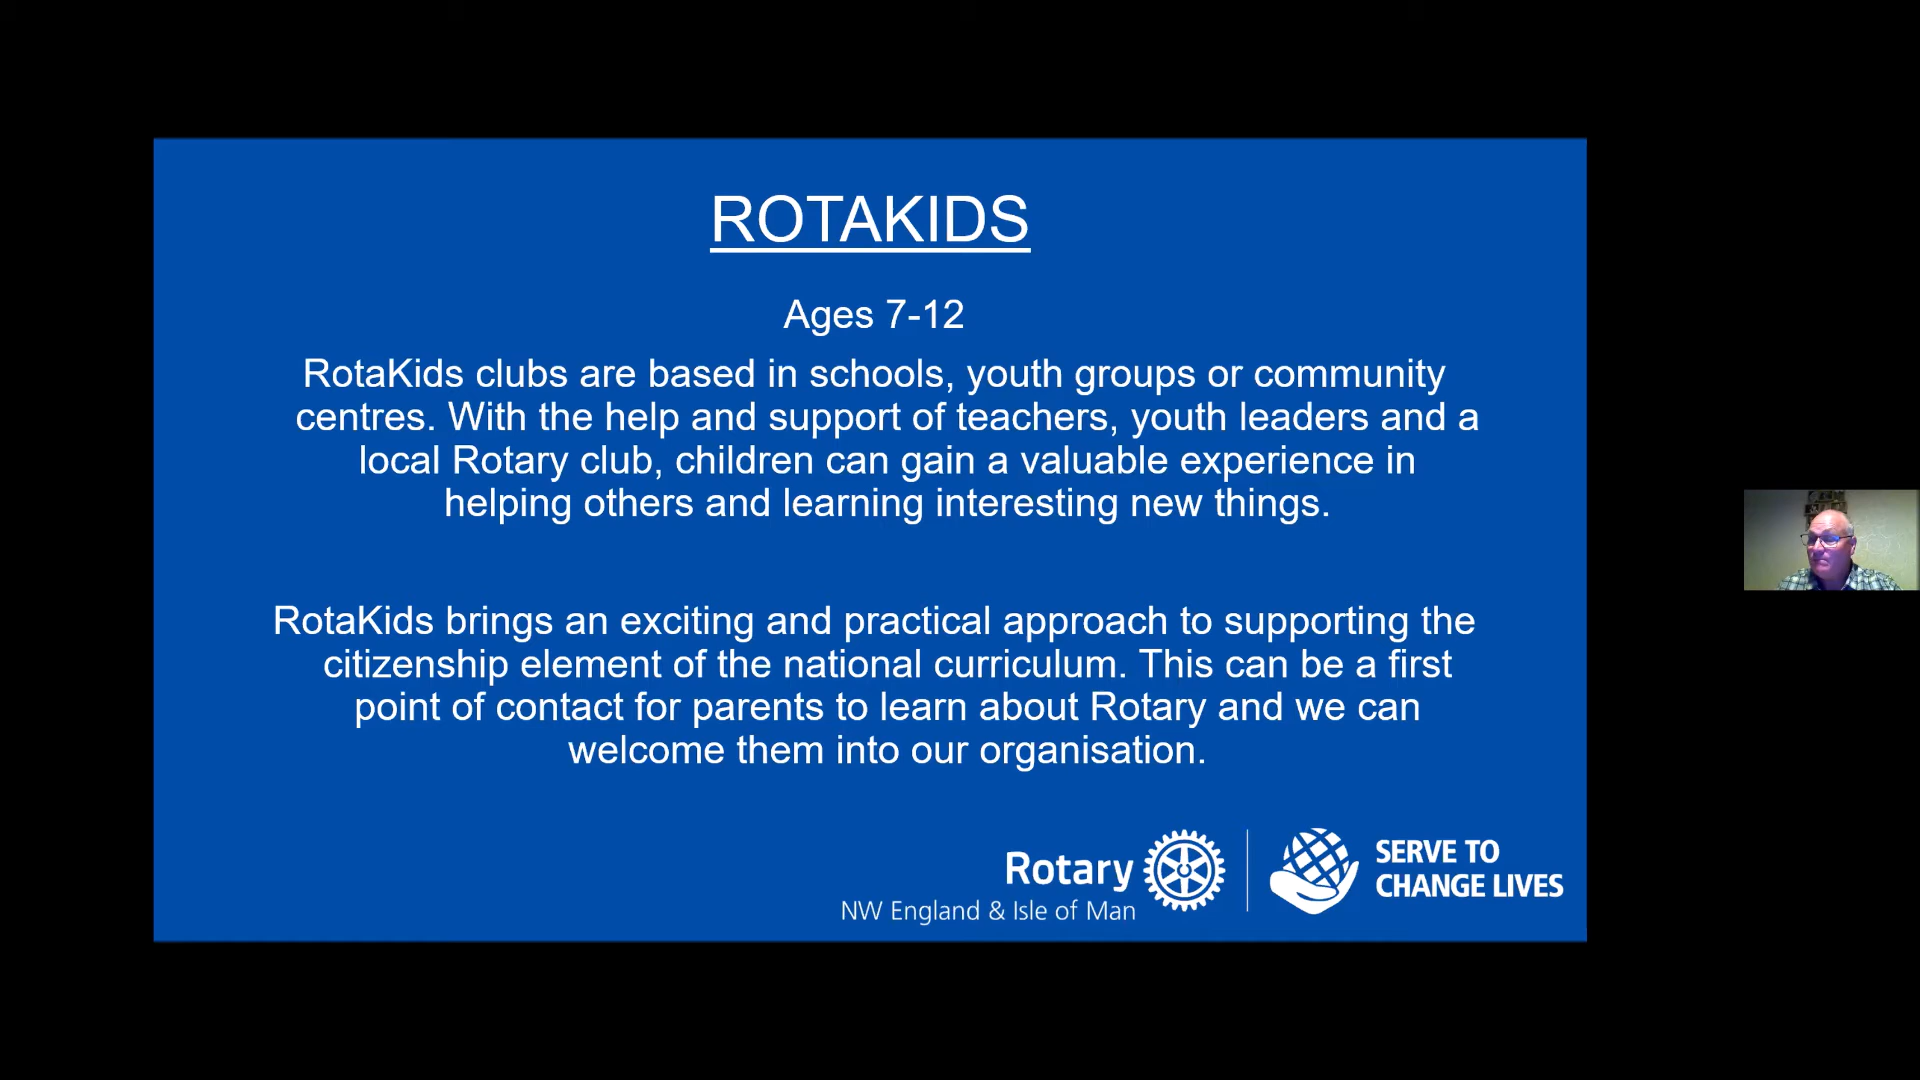 ROTAKIDS
Ages 7-12
RotaKids clubs are based in schools, youth groups or community
centres. With the help and support of teachers, youth leaders and a
local Rotary club, children can gain a valuable experience in
helping others and learning interesting new things.
RotaKids brings an exciting and practical approach to supporting the
citizenship element of the national curriculum. This can be a first
point of contact for parents to learn about Rotary and we can
welcome them into our organisation.
Rotary
NW England & Isle of Man
SERVE TO
CHANGE LIVES